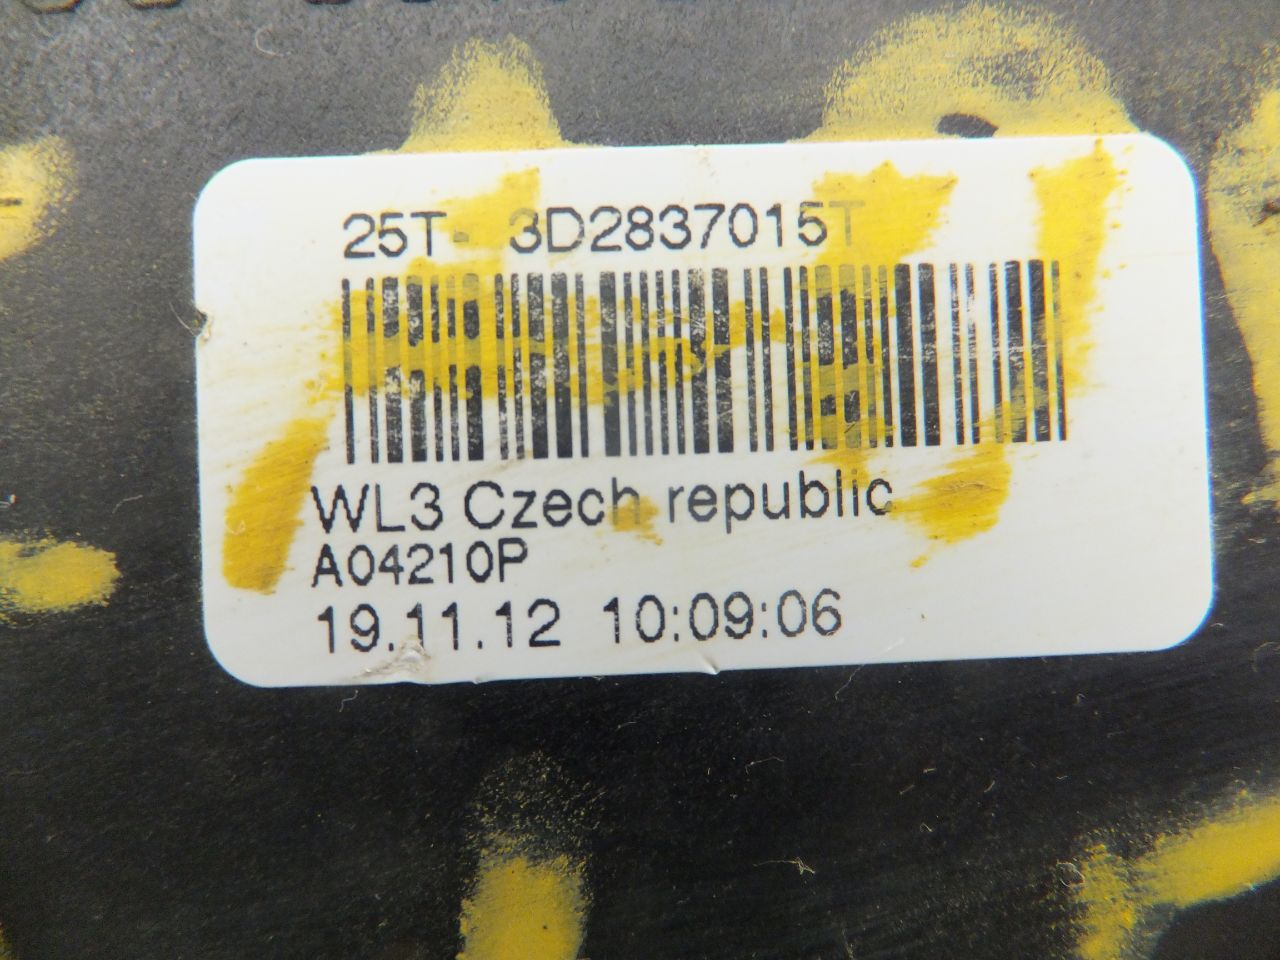 25T- 3D2837015T
WL3 Czech republic
A04210P
19.11.12 10:09:06